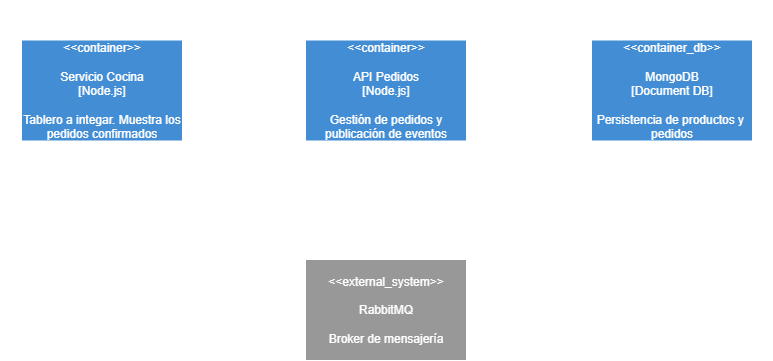 <<container>>
Servicio Cocina
[Node.js]
Tablero a integar. Muestra los
pedidos confirmados
<<container>>
API Pedidos
[Node.js]
Gestión de pedidos y
publicación de eventos
<<container_db>>
MongoDB
[Document DB]
Persistencia de productos y
pedidos
<<external_system>>
RabbitMQ
Broker de mensajería